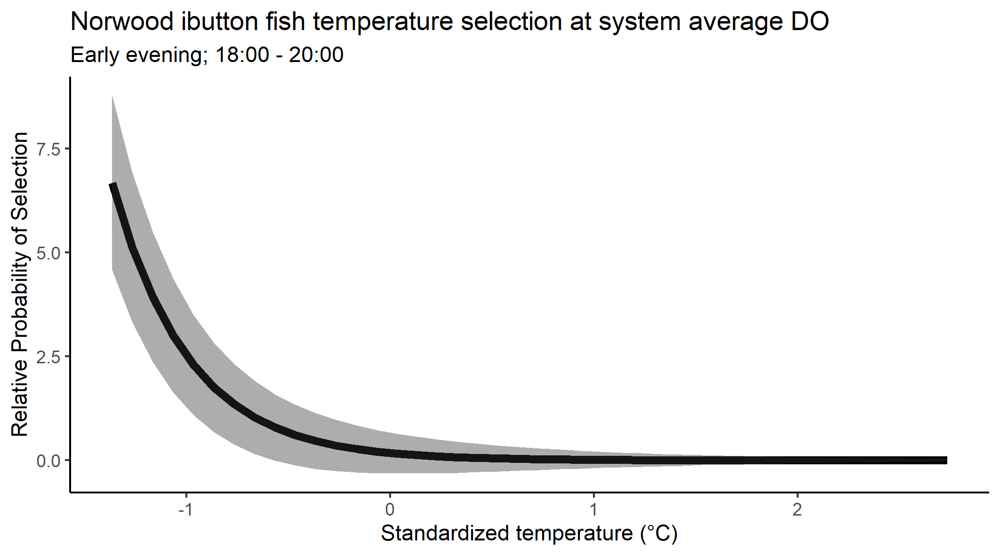 Norwood ibutton fish temperature selection at system average DO
Early evening; 18:00 - 20:00
Relative Probability of Selection
7.5
5.0
2.5
0.0
-1
0
1
2
Standardized temperature (°C)